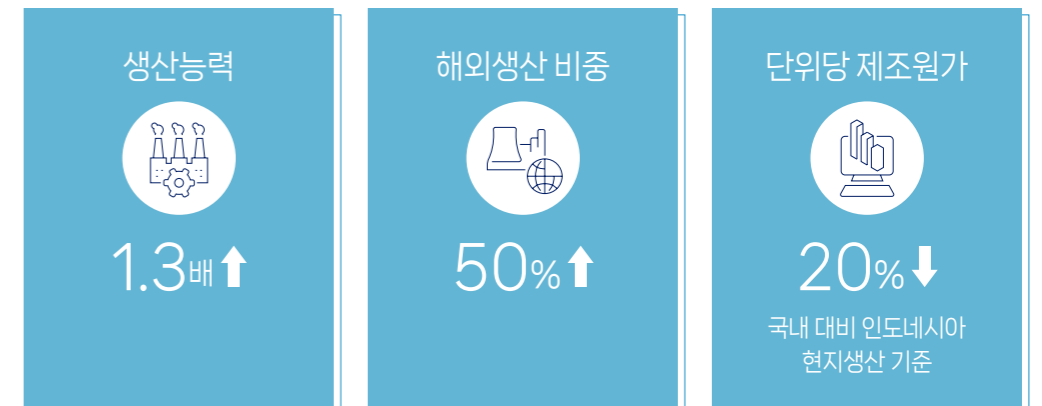 생산능력
1.3배
해외생산 비중
50%
단위당 제조원가
20%
국내 대비 인도네시아
현지생산 기준